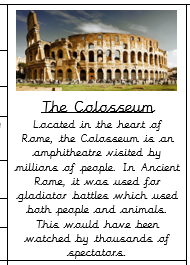 The Colosseum
Located in the heart of
Rome, the Colosseum is an
amphitheatre visited by
millions of people. In Ancient
Rome, it was used for
gladiator battles which used
both people and animals.
This would have been
watched by thousands of
spectators.